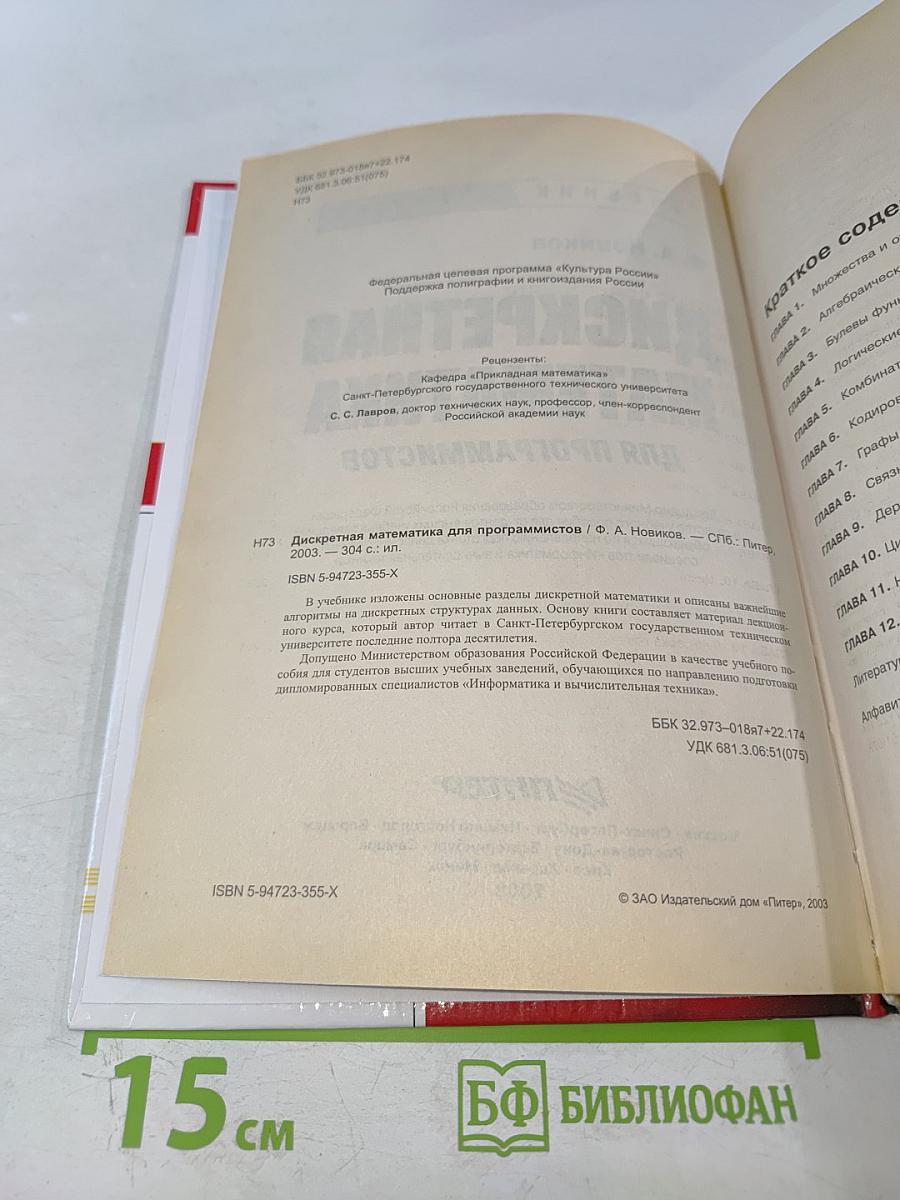 ББК 32.973-018я7+22.174
УДК 681.3.06:51(075)
Н73
Федеральная целевая программа «Культура России»
Поддержка полиграфии и книгоиздания России
Рецензенты:
Кафедра «Прикладная математика»
Санкт-Петербургского государственного технического университета
С. С. Лавров, доктор технических наук, профессор, член-корреспондент
Российской академии наук
Н73 Дискретная математика для программистов / Ф. А. Новиков. — СПб.: Питер,
2003. — 304 с.: ил.
ISBN 5-94723-355-X
В учебнике изложены основные разделы дискретной математики и описаны важнейшие
алгоритмы на дискретных структурах данных. Основу книги составляет материал лекцион-
ного курса, который автор читает в Санкт-Петербургском государственном техническом
университете последние полтора десятилетия.
Допущено Министерством образования Российской Федерации в качестве учебного по-
собия для студентов высших учебных заведений, обучающихся по направлению подготовки
дипломированных специалистов «Информатика и вычислительная техника».
ББК 32.973–018я7+22.174
УДК 681.3.06:51(075)
ISBN 5-94723-355-X
© ЗАО Издательский дом «Питер», 2003
Краткое соде
ГЛАВА 1. Множества и о
ГЛАВА 2. Алгебраическ
ГЛАВА 3. Булевы фун
ГЛАВА 4. Логические
ГЛАВА 5. Комбинат
ГЛАВА 6. Кодиров
ГЛАВА 7. Графы
ГЛАВА 8. Связн
ГЛАВА 9. Дер
ГЛАВА 10. Ци
ГЛАВА 11. Н
ГЛАВА 12.
Литератур
Алфавит
15 см
БФ БИБЛИОФАН